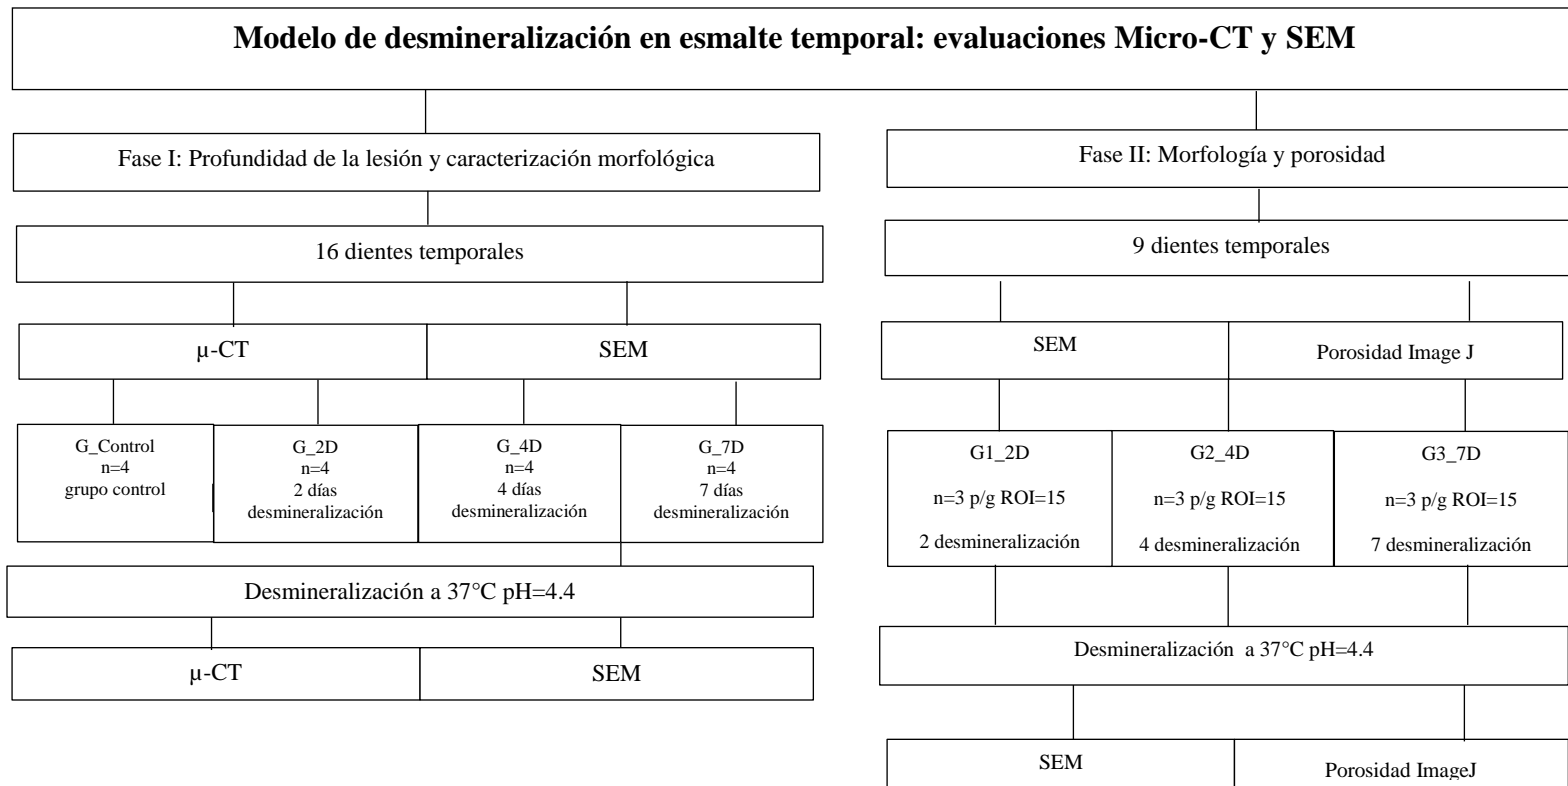 Modelo de desmineralización en esmalte temporal: evaluaciones Micro-CT y SEM
Fase I: Profundidad de la lesión y caracterización morfológica
16 dientes temporales
µ-CT
SEM
G_Control
n=4
grupo control
G_2D
n=4
2 días
desmineralización
G_4D
n=4
4 días
desmineralización
G_7D
n=4
7 días
desmineralización
Desmineralización a 37°C pH=4.4
µ-CT
SEM
Fase II: Morfología y porosidad
9 dientes temporales
SEM
Porosidad Image J
G1_2D
n=3 p/g ROI=15
2 desmineralización
G2_4D
n=3 p/g ROI=15
4 desmineralización
G3_7D
n=3 p/g ROI=15
7 desmineralización
Desmineralización a 37°C pH=4.4
SEM
Porosidad ImageJ